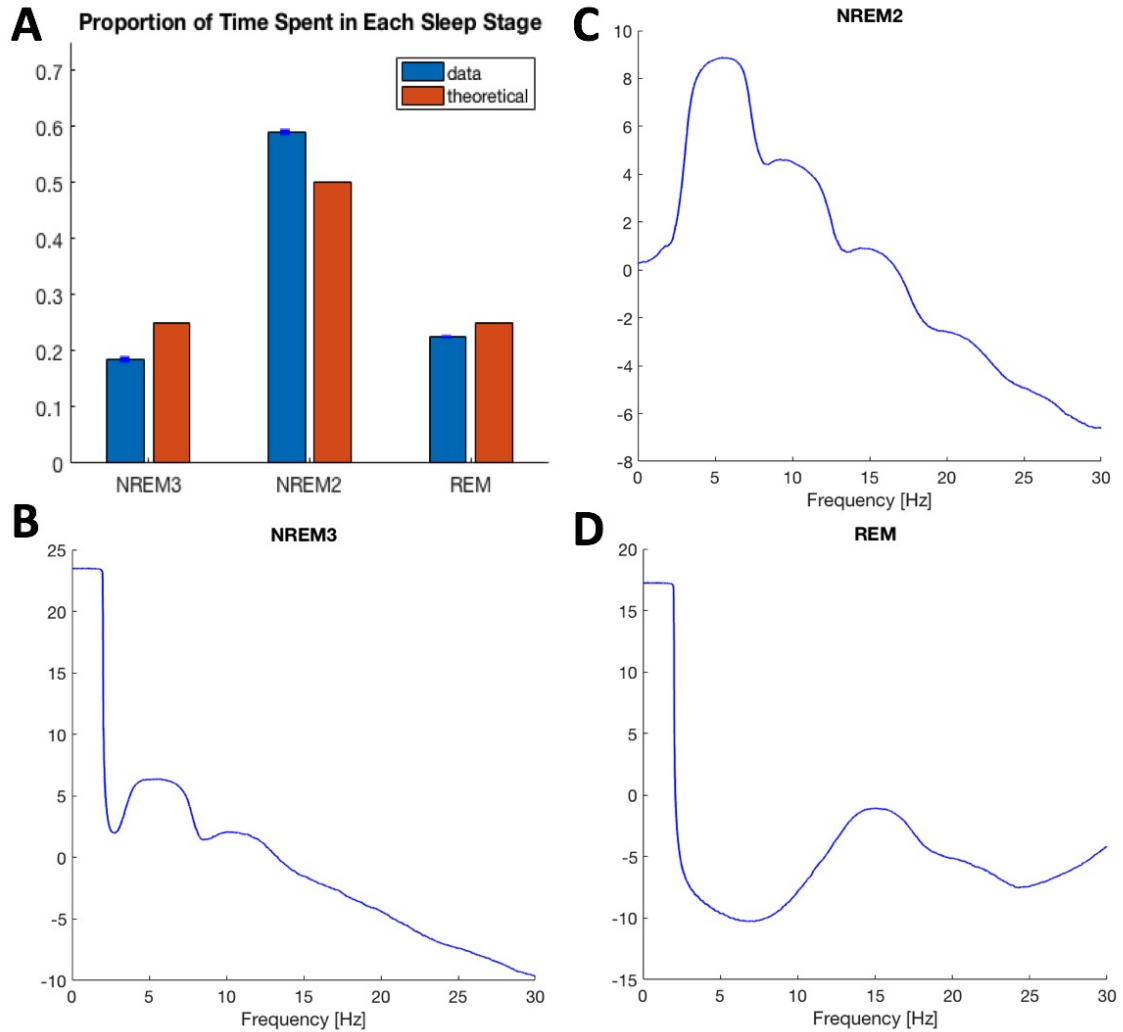 A
Proportion of Time Spent in Each Sleep Stage
data
theoretical
0.7
0.6
0.5
0.4
0.3
0.2
0.1
0
NREM3 NREM2 REM
C
NREM2
10
8
6
4
2
0
-2
-4
-6
-8
0 5 10 15 20 25 30
Frequency [Hz]
B
NREM3
25
20
15
10
5
0
-5
-10
0 5 10 15 20 25 30
Frequency [Hz]
D
REM
20
15
10
5
0
-5
-10
-15
0 5 10 15 20 25 30
Frequency [Hz]